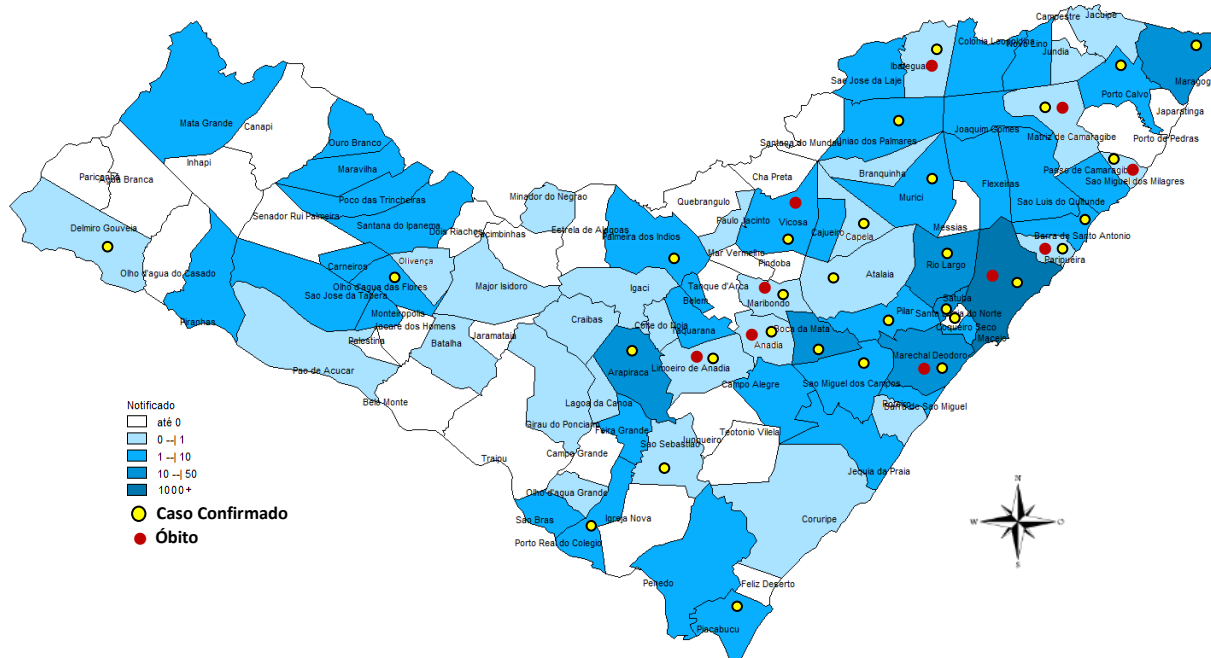 Campestre
Jacuipe
Colonia Leopoldina
Novo Lino
Jundia
Ibateguara
Sao Jose da Laje
Maragogi
Porto Calvo
Mata Grande
Canapi
Japaratinga
Ouro Branco
Joaquim Gomes
Matriz de Camaragibe
Porto de Pedras
Santana do Mundau
Uniao dos Palmares
Inhapi
Maravilha
Passo de Camaragibe
Pariconha
Agua Branca
Cha Preta
Branquinha
Flexeiras
Sao Miguel dos Milagres
Minador do Negrao
Quebrangulo
Murici
Poco das Trincheiras
Sao Luis do Quitunde
Senador Rui Palmeira
Paulo Jacinto
Vicosa
Capela
Santana do Ipanema
Delmiro Gouveia
Dois Riachos
Cacimbinhas
Estrela de Alagoas
Palmeira dos Indios
Cajueiro
Messias
Barra de Santo Antonio
Paripueira
Mar Vermelho
Pindoba
Atalaia
Rio Largo
Olivença
Carneiros
Olho d'agua do Casado
Olho d'agua das Flores
Major Isidoro
Igaci
Tanque d'Arca
Maribondo
Sao Jose da Tapera
Belem
Satuba
Piranhas
Monteiropolis
Craibas
Pilar
Santa Luzia do Norte
Coqueiro Seco
Jacare dos Homens
Coite do Noia
Taquarana
Boca da Mata
Maceio
Palestina
Batalha
Jaramataia
Anadia
Marechal Deodoro
Pao de Acucar
Arapiraca
Limoeiro de Anadia
Campo Alegre
Sao Miguel dos Campos
Belo Monte
Lagoa da Canoa
Roteiro
Barra de Sao Miguel
Notificado
até 0
0 --| 1
1 --| 10
10 --| 50
1000 +
Caso Confirmado
Óbito
Girau do Ponciano
Feira Grande
Teotonio Vilela
Junqueiro
Sao Sebastiao
Campo Grande
Traipu
Jequia da Praia
Olho d'agua Grande
Coruripe
Sao Bras
Igreja Nova
Porto Real do Colegio
Penedo
Feliz Deserto
Piacabucu
N
W
O
S